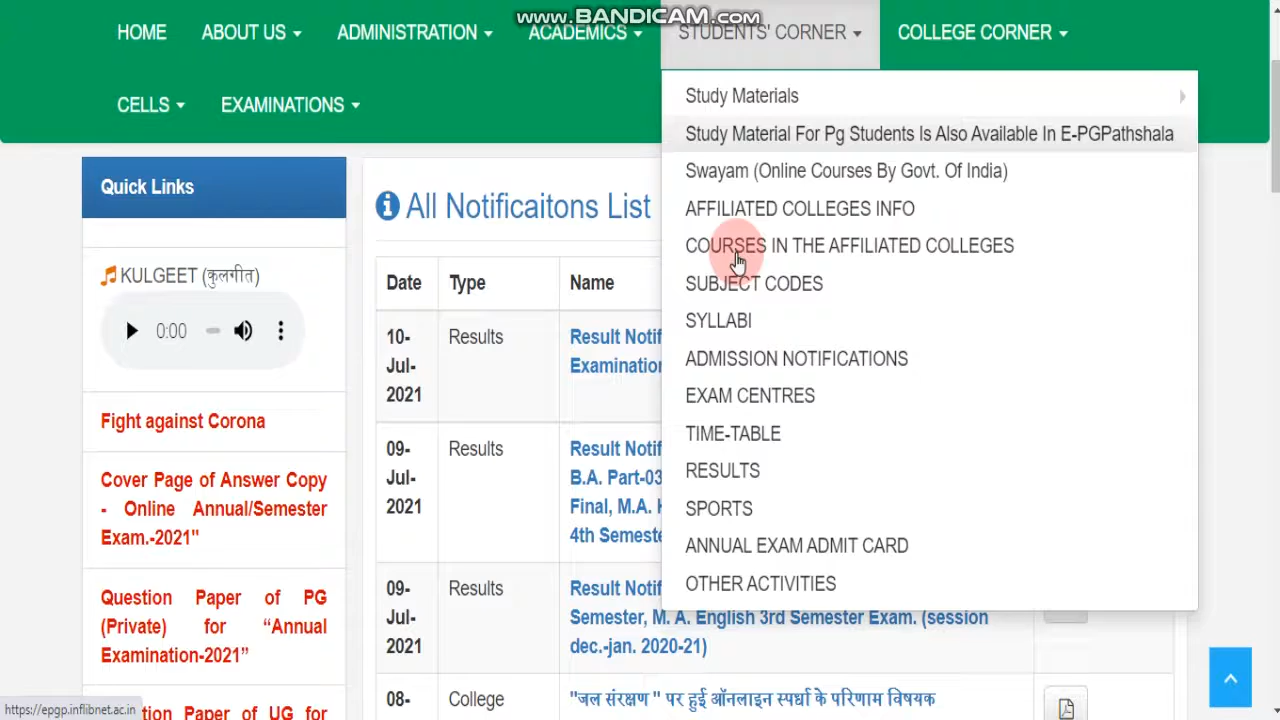 www.BANDICAM.com
HOME
ABOUT US
ADMINISTRATION
ACADEMICS
STUDENTS' CORNER
COLLEGE CORNER
CELLS
EXAMINATIONS
Study Materials
Study Material For Pg Students Is Also Available In E-PGPathshala
Swayam (Online Courses By Govt. Of India)
AFFILIATED COLLEGES INFO
COURSES IN THE AFFILIATED COLLEGES
SUBJECT CODES
SYLLABI
ADMISSION NOTIFICATIONS
EXAM CENTRES
TIME-TABLE
RESULTS
SPORTS
ANNUAL EXAM ADMIT CARD
OTHER ACTIVITIES
Quick Links
KULGEET (कुलगीत)
0:00
Fight against Corona
Cover Page of Answer Copy
- Online Annual/Semester
Exam.-2021"
Question Paper of PG
(Private) for “Annual
Examination-2021”
tion Paper of UG for
All Notificaitons List
Date Type Name
10-
Jul-
2021
Results
Result Notif
Examination
09-
Jul-
2021
Results
Result Notif
B.A. Part-03
Final, M.A. H
4th Semeste
09-
Jul-
2021
Results
Result Notif
Semester, M. A. English 3rd Semester Exam. (session
dec.-jan. 2020-21)
08-
College
"जल संरक्षण " पर हुई ऑनलाइन स्पर्धा के परिणाम विषयक
https://epgp.inflibnet.ac.in